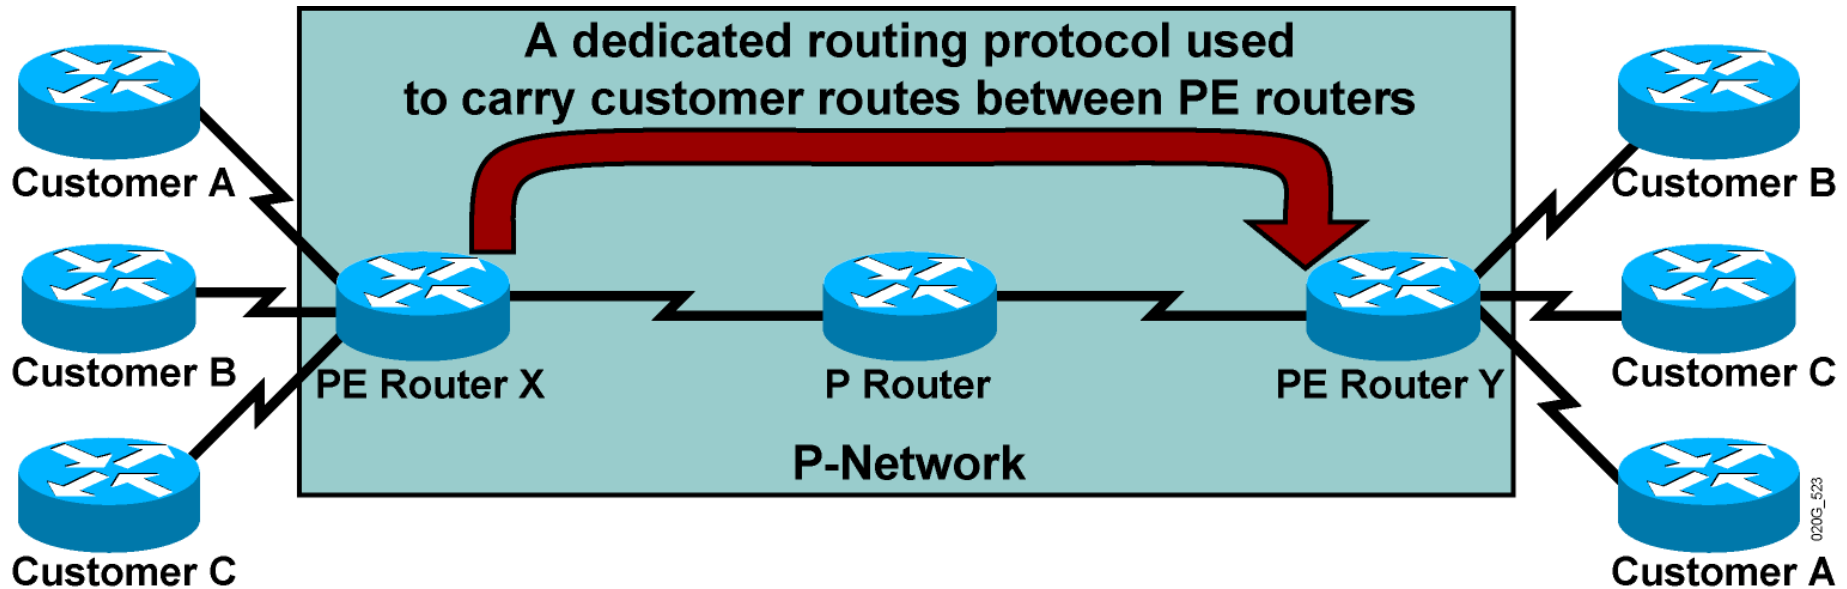 A dedicated routing protocol used
to carry customer routes between PE routers
Customer A
Customer B
Customer B
Customer C
PE Router X
P Router
PE Router Y
P-Network
Customer C
Customer A
020G_523